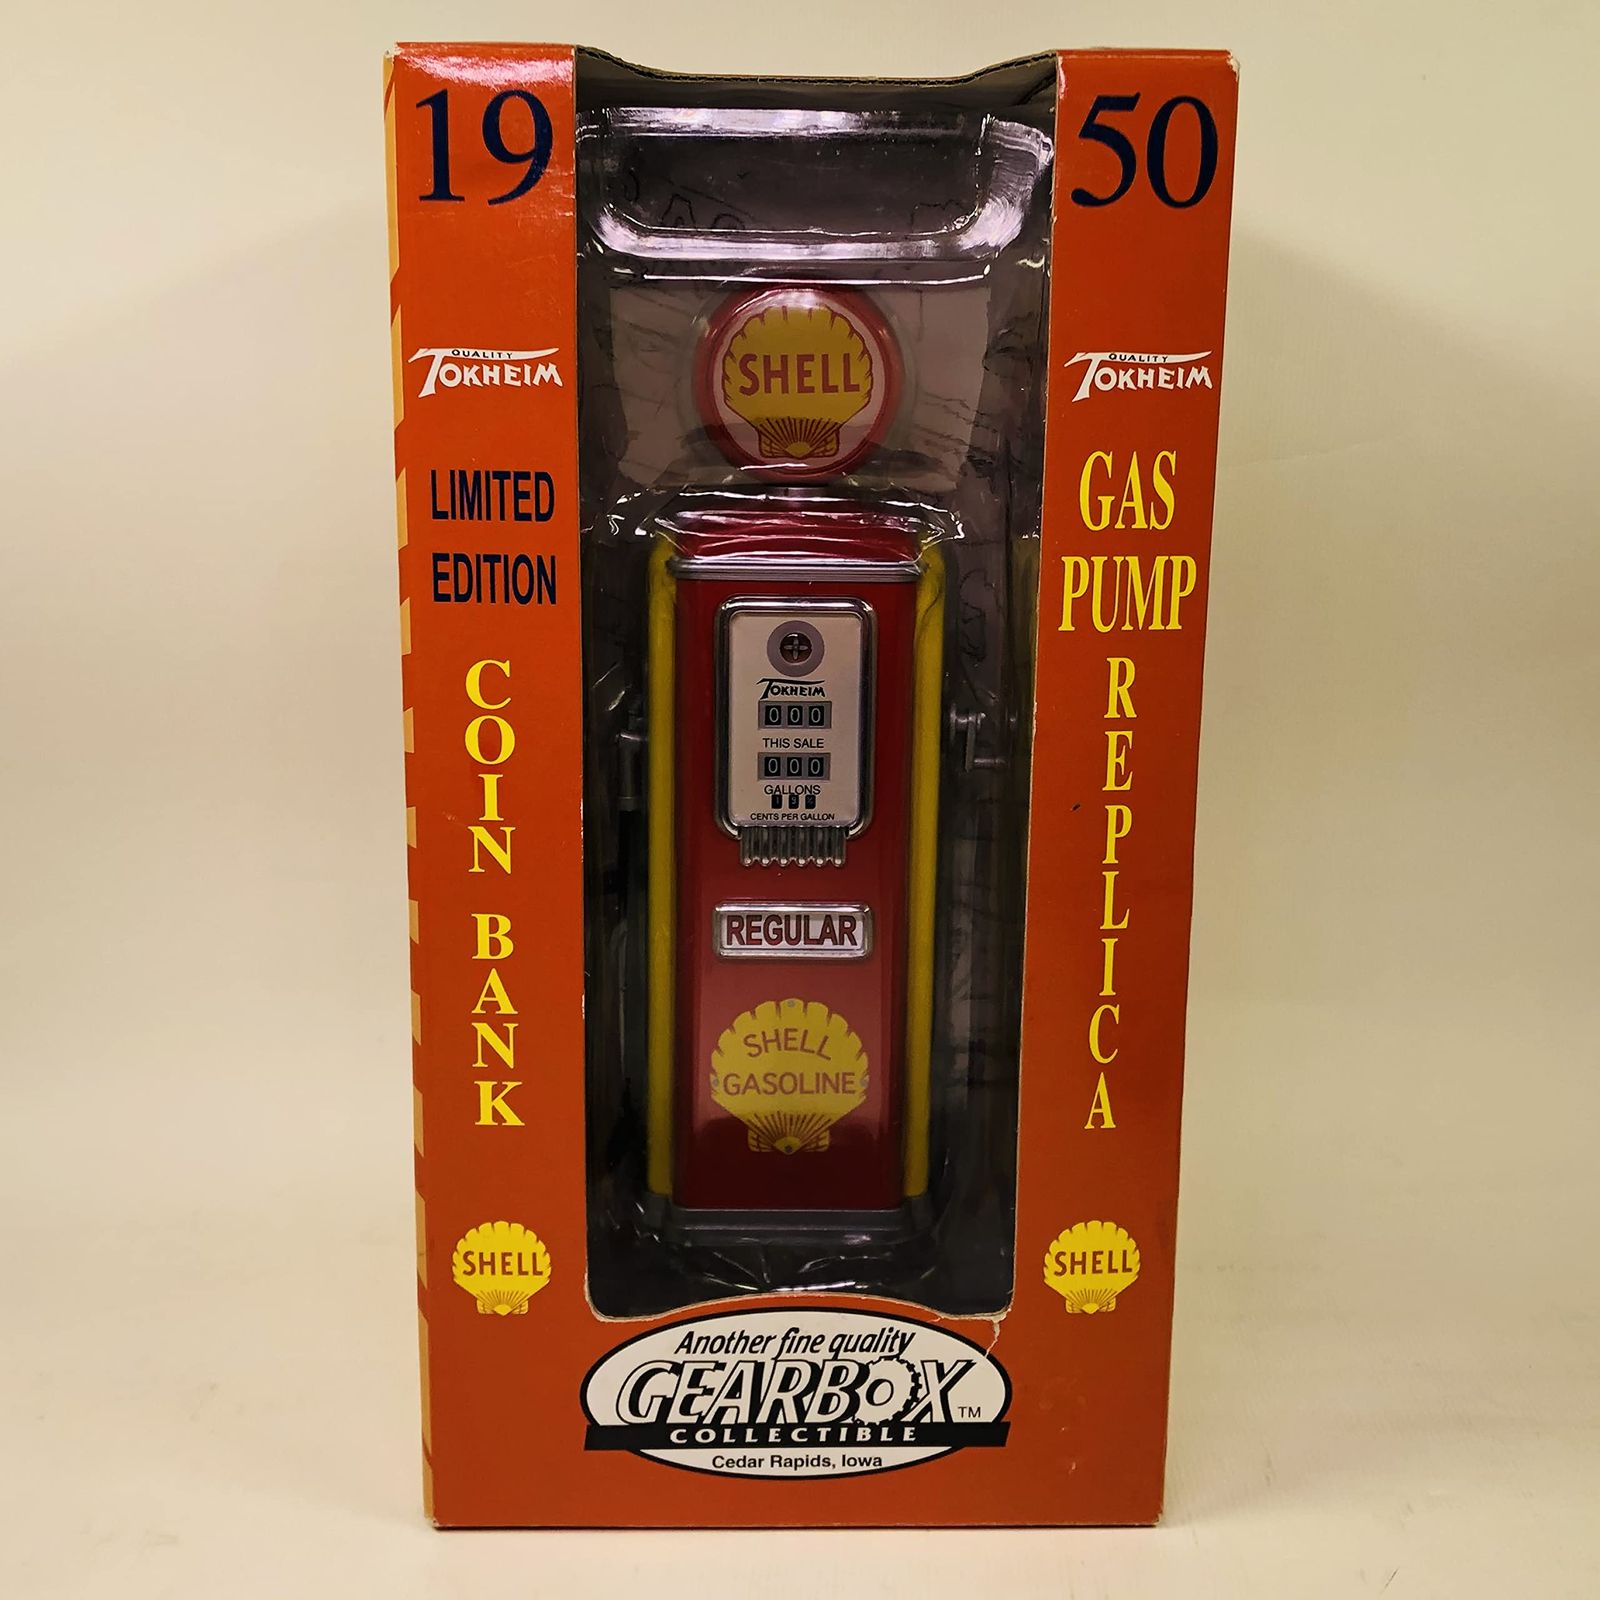 19
50
QUALITY
TOKHEIM
QUALITY
TOKHEIM
LIMITED
EDITION
COIN BANK
GAS
PUMP
REPLICA
SHELL
TOKHEIM
000
THIS SALE
000
GALLONS
CENTS PER GALLON
REGULAR
SHELL
GASOLINE
SHELL
SHELL
Another fine quality
GEARBOX TM
COLLECTIBLE
Cedar Rapids, Iowa